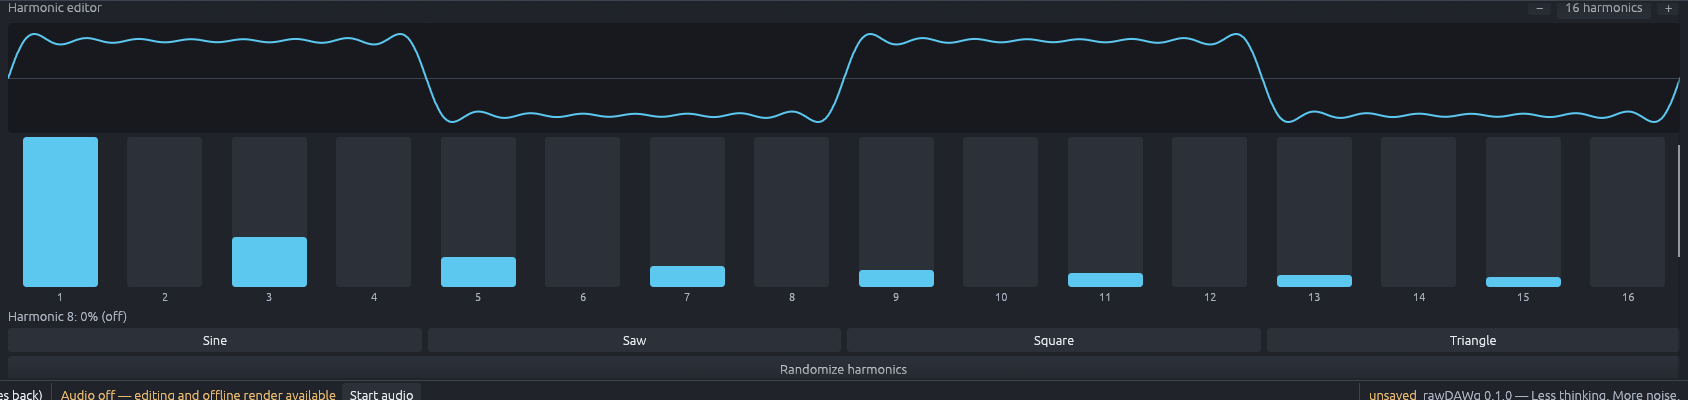 Harmonic editor
− 16 harmonics +
1 2 3 4 5 6 7 8 9 10 11 12 13 14 15 16
Harmonic 8: 0% (off)
Sine Saw Square Triangle
Randomize harmonics
es back) Audio off — editing and offline render available Start audio unsaved rawDAWg 0.1.0 — Less thinking. More noise.